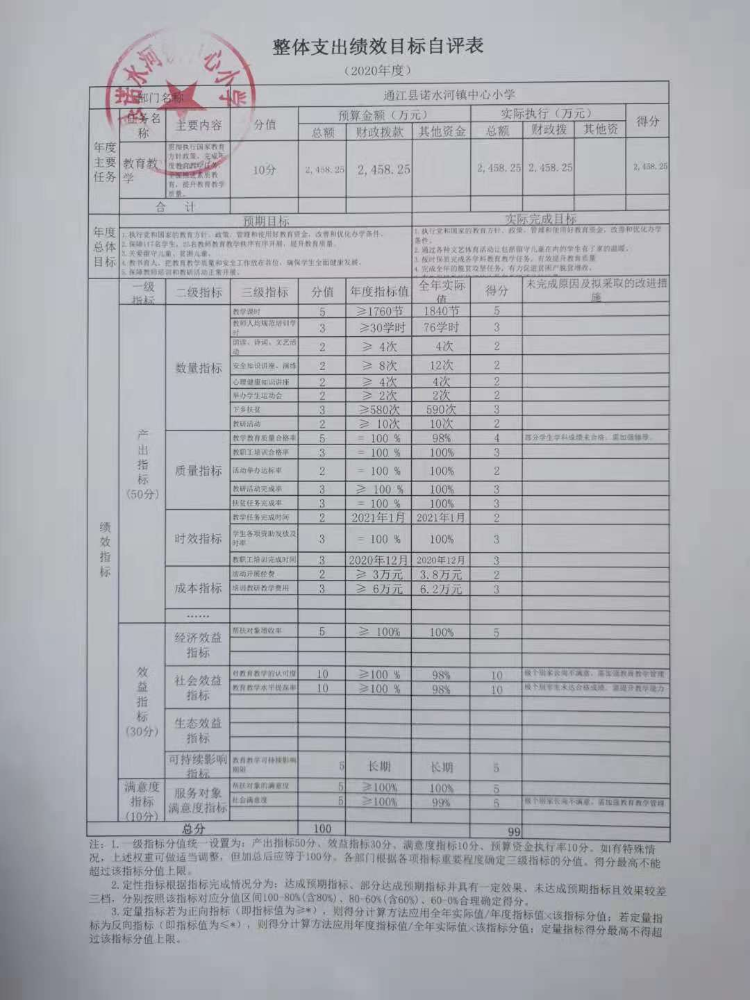 诺水河 心小学
整体支出绩效目标自评表
（2020年度）
部门名称 通江县诺水河镇中心小学
年度主要任务 任务名称 主要内容 分值 预算金额（万元） 实际执行（万元） 得分
总额 财政拨款 其他资金 总额 财政拨 其他资
教育教学 贯彻执行国家教育方针政策、完成年度教育教学任务，全面推进素质教育，提升教育教学质量。 10分 2,458.25 2,458.25 2,458.25 2,458.25 2,458.25
合 计
年度总体目标 预期目标 实际完成目标
1.执行党和国家的教育方针、政策、管理和使用好教育资金，改善和优化办学条件。
2.保障117名学生，25名教师教育教学秩序有序开展，提升教育质量。
3.关爱留守儿童、贫困儿童。
4.教书育人、把教育教学质量和安全工作放在首位，确保学生全面健康发展。
5.保障教师培训和教研活动正常开展。
1.执行党和国家的教育方针、政策、管理和使用好教育资金，改善和优化办学条件。
2.通过各种文艺体育活动让包括留守儿童在内的学生有了家的温暖。
3.按时保质完成各学科教育教学任务，有效提升教育质量
4.完成全年的脱贫攻坚任务，有力促进贫困户脱贫增收。
绩效指标 一级指标 二级指标 三级指标 分值 年度指标值 全年实际值 得分 未完成原因及拟采取的改进措施
产出指标(50分) 数量指标 教学课时 5 ≥1760节 1840节 5
教师人均规范培训学时 3 ≥30学时 76学时 3
朗读、诗词、文艺活动 2 ≥ 4次 4次 2
安全知识讲座、演练 2 ≥ 8次 12次 2
心理健康知识讲座 2 ≥ 4次 4次 2
举办学生运动会 2 ≥ 2次 2次 2
下乡扶贫 3 ≥580次 590次 3
教研活动 2 ≥ 10次 10次 2
质量指标 教学教育质量合格率 5 = 100 % 98% 4 部分学生学科成绩未合格，需加强辅导。
教职工培训合格率 3 = 100 % 100% 3
活动举办达标率 2 = 100 % 100% 2
教研活动完成率 3 ≥ 100 % 100% 3
扶贫任务完成率 3 = 100 % 100% 3
时效指标 教学任务完成时间 2 2021年1月 2021年1月 2
学生各项资助发放及时率 3 = 100 % 100% 3
教职工培训完成时间 3 2020年12月 2020年12月 3
成本指标 活动开展经费 2 ≥ 3万元 3.8万元 2
培训教研教学费用 3 ≥ 6万元 6.2万元 3
……
效益指标(30分) 经济效益指标 帮扶对象增收率 5 ≥ 100% 100% 5
社会效益指标 对教育教学的认可度 10 ≥100 % 98% 10 极个别家长尚不满意，需加强教育教学管理
教育教学水平提高率 10 ≥100 % 98% 10 极个别学生未达合格成绩，需提升教学能力
生态效益指标
可持续影响指标 教育教学可持续影响期限 5 长期 长期 5
满意度指标(10分) 服务对象满意度指标 帮扶对象的满意度 5 ≥100% 100% 5
社会满意度 5 ≥100% 99% 5 极个别家长尚不满意，需加强教育教学管理
总分 100 99
注：1.一级指标分值统一设置为：产出指标50分、效益指标30分、满意度指标10分、预算资金执行率10分。如有特殊情
况，上述权重可做适当调整，但加总后应等于100分。各部门根据各项指标重要程度确定三级指标的分值。得分最高不能
超过该指标分值上限。
2.定性指标根据指标完成情况分为：达成预期指标、部分达成预期指标并具有一定效果、未达成预期指标且效果较差
三档，分别按照该指标对应分值区间100-80%(含80%)、80-60%(含60%)、60-0%合理确定得分。
3.定量指标若为正向指标（即指标值为≥*），则得分计算方法应用全年实际值/年度指标值×该指标分值；若定量指
标为反向指标（即指标值为≤*），则得分计算方法应用年度指标值/全年实际值×该指标分值；定量指标得分最高不得超
过该指标分值上限。